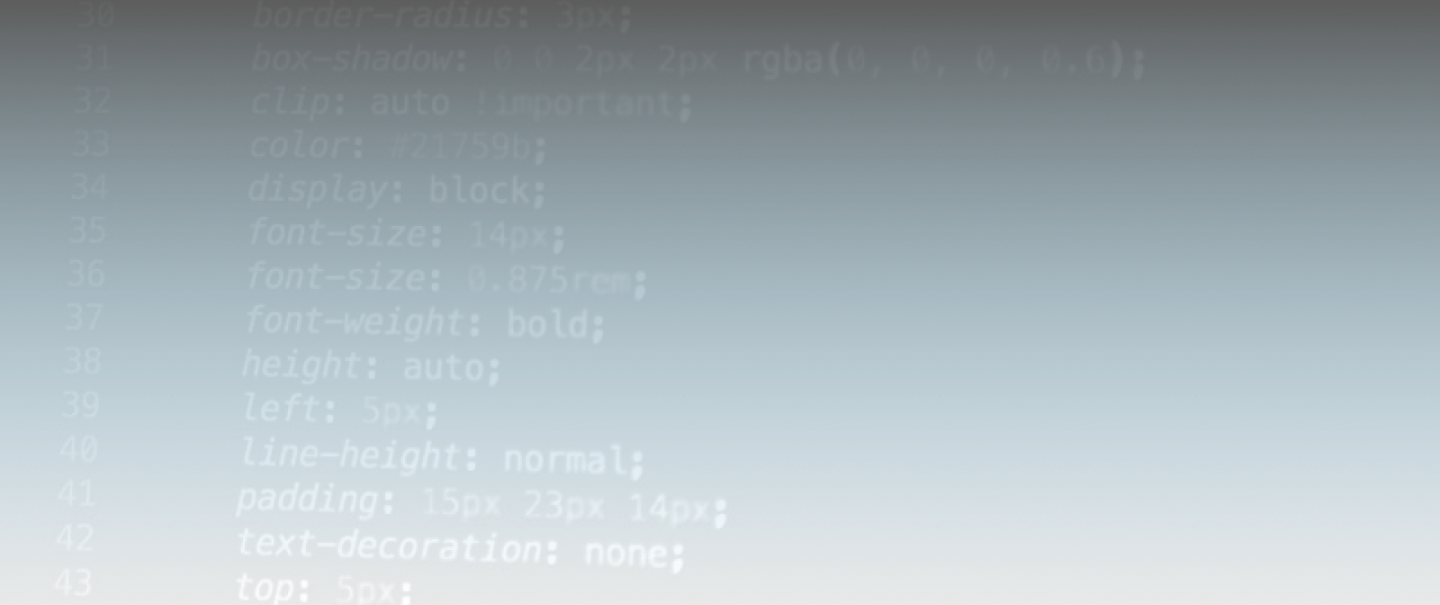 30 border-radius: 3px;
31 box-shadow: 0 0 2px 2px rgba(0, 0, 0, 0.6);
32 clip: auto !important;
33 color: #21759b;
34 display: block;
35 font-size: 14px;
36 font-size: 0.875rem;
37 font-weight: bold;
38 height: auto;
39 left: 5px;
40 line-height: normal;
41 padding: 15px 23px 14px;
42 text-decoration: none;
43 top: 5px;